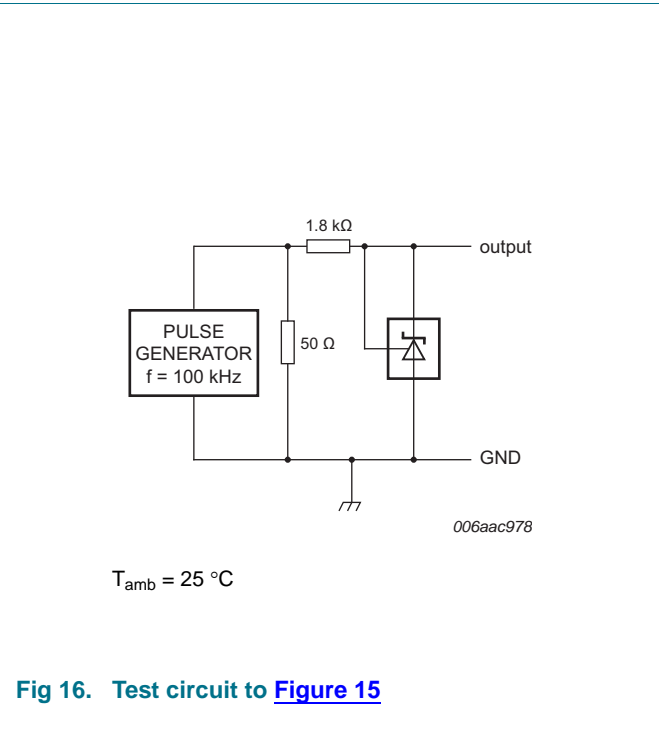 1.8 kΩ
output
PULSE
GENERATOR
f = 100 kHz
50 Ω
GND
006aac978
Tamb = 25 °C
Fig 16. Test circuit to Figure 15